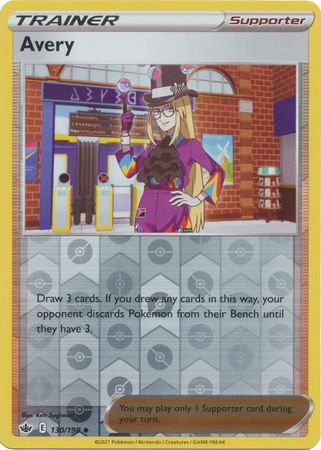 TRAINER Supporter
Avery
Draw 3 cards. If you drew any cards in this way, your
opponent discards Pokémon from their Bench until
they have 3.
Illus. Ken Sugimori
E 130/198
You may play only 1 Supporter card during
your turn.
©2021 Pokémon / Nintendo / Creatures / GAME FREAK